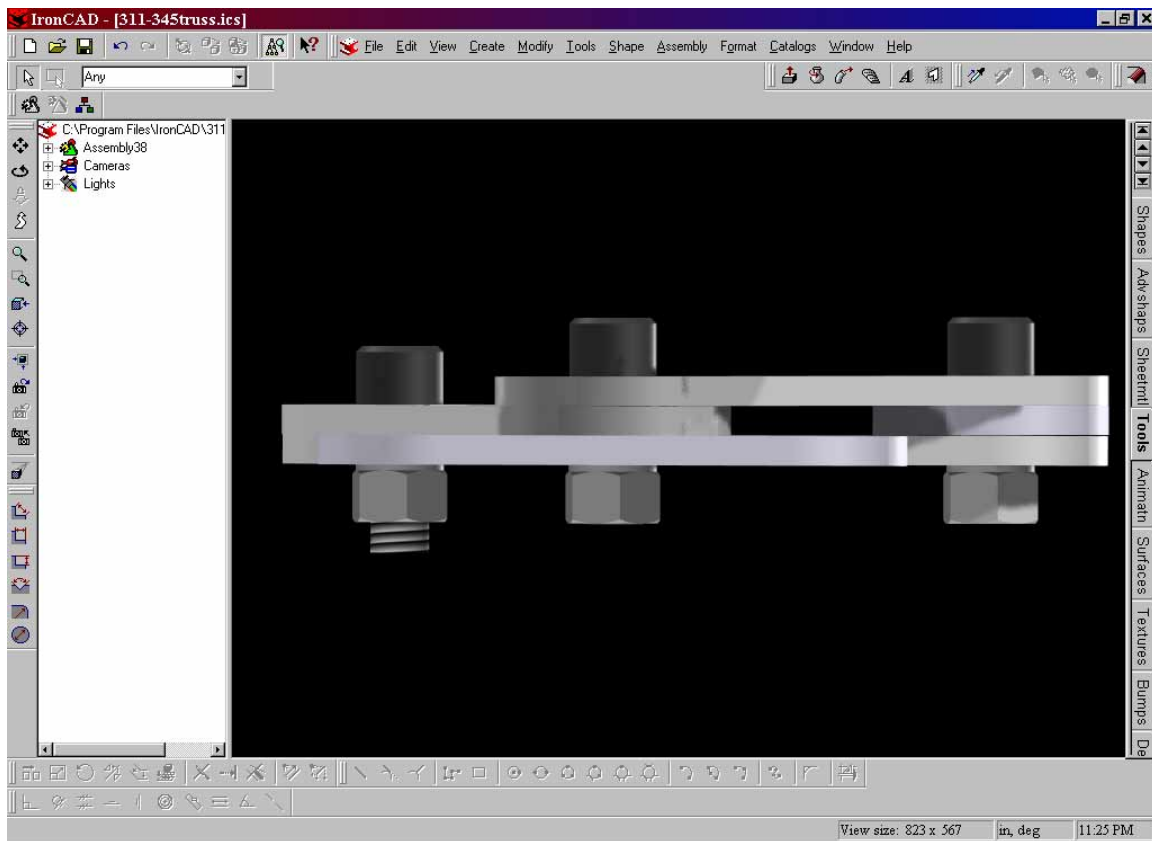 IronCAD - [311-345truss.ics]
File Edit View Create Modify Tools Shape Assembly Format Catalogs Window Help
Any
C:\Program Files\IronCAD\311
Assembly38
Cameras
Lights
Shapes
Advshaps
Sheetmtl
Tools
Animatn
Surfaces
Textures
Bumps
De
View size: 823 x 567
in, deg
11:25 PM